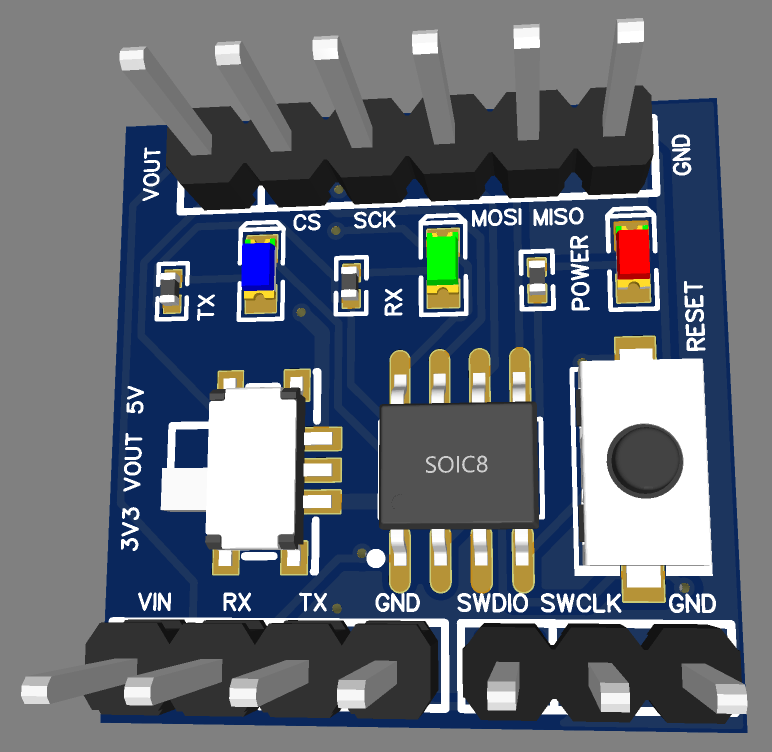 VOUT
GND
CS
SCK
MOSI
MISO
TX
RX
POWER
RESET
3V3 VOUT 5V
SOIC8
VIN
RX
TX
GND
SWDIO
SWCLK
GND